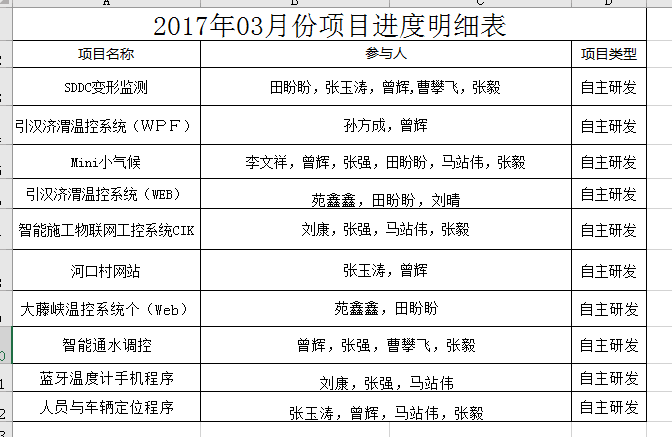 A B C D
2017年03月份项目进度明细表
项目名称 参与人 项目类型
SDDC变形监测 田盼盼，张玉涛，曾辉,曹攀飞，张毅 自主研发
引汉济渭温控系统（ＷＰＦ） 孙方成，曾辉 自主研发
Mini小气候 李文祥，曾辉，张强，田盼盼，马站伟，张毅 自主研发
引汉济渭温控系统（WEB） 苑鑫鑫，田盼盼，刘晴 自主研发
智能施工物联网工控系统CIK 刘康，张强，马站伟，张毅 自主研发
河口村网站 张玉涛，曾辉 自主研发
大藤峡温控系统个（Web） 苑鑫鑫，田盼盼 自主研发
智能通水调控 曾辉，张强，曹攀飞，张毅 自主研发
蓝牙温度计手机程序 刘康，张强，马站伟 自主研发
人员与车辆定位程序 张玉涛，曾辉，马站伟，张毅 自主研发